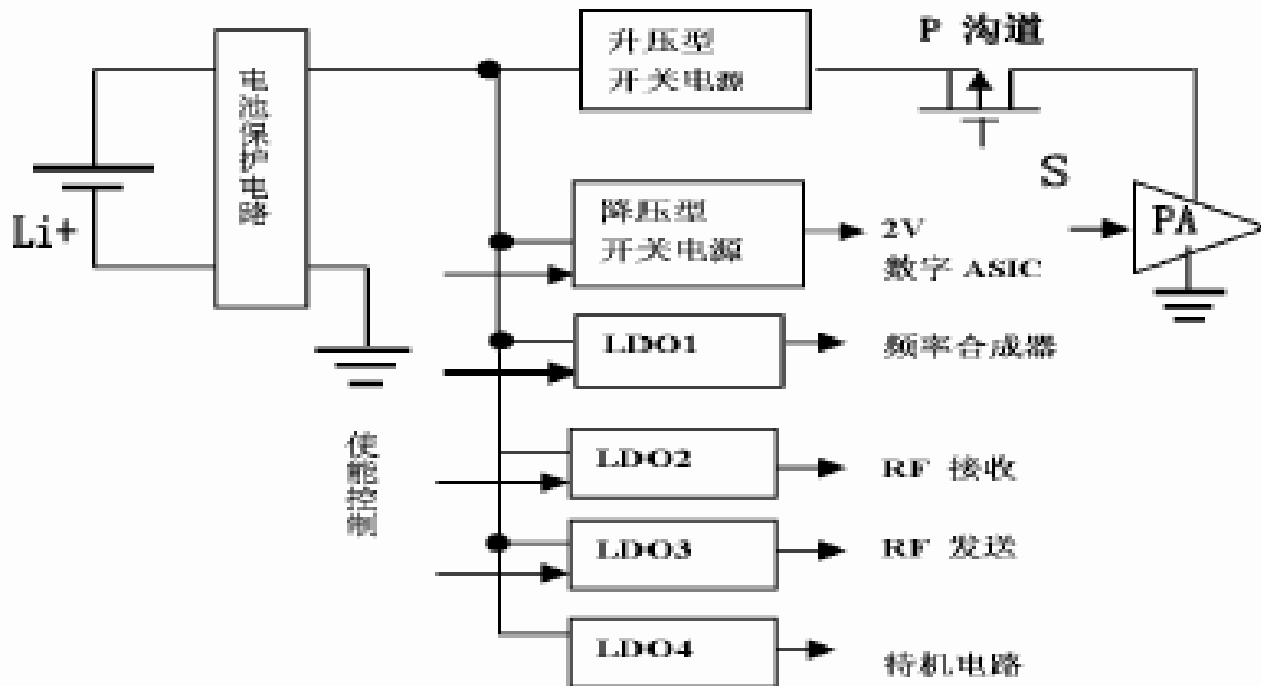 升压型
开关电源
P 沟道
电池保护电路
Li+
S
PA
降压型
开关电源
2V
数字 ASIC
LDO1
频率合成器
使能控制
LDO2
RF 接收
LDO3
RF 发送
LDO4
待机电路